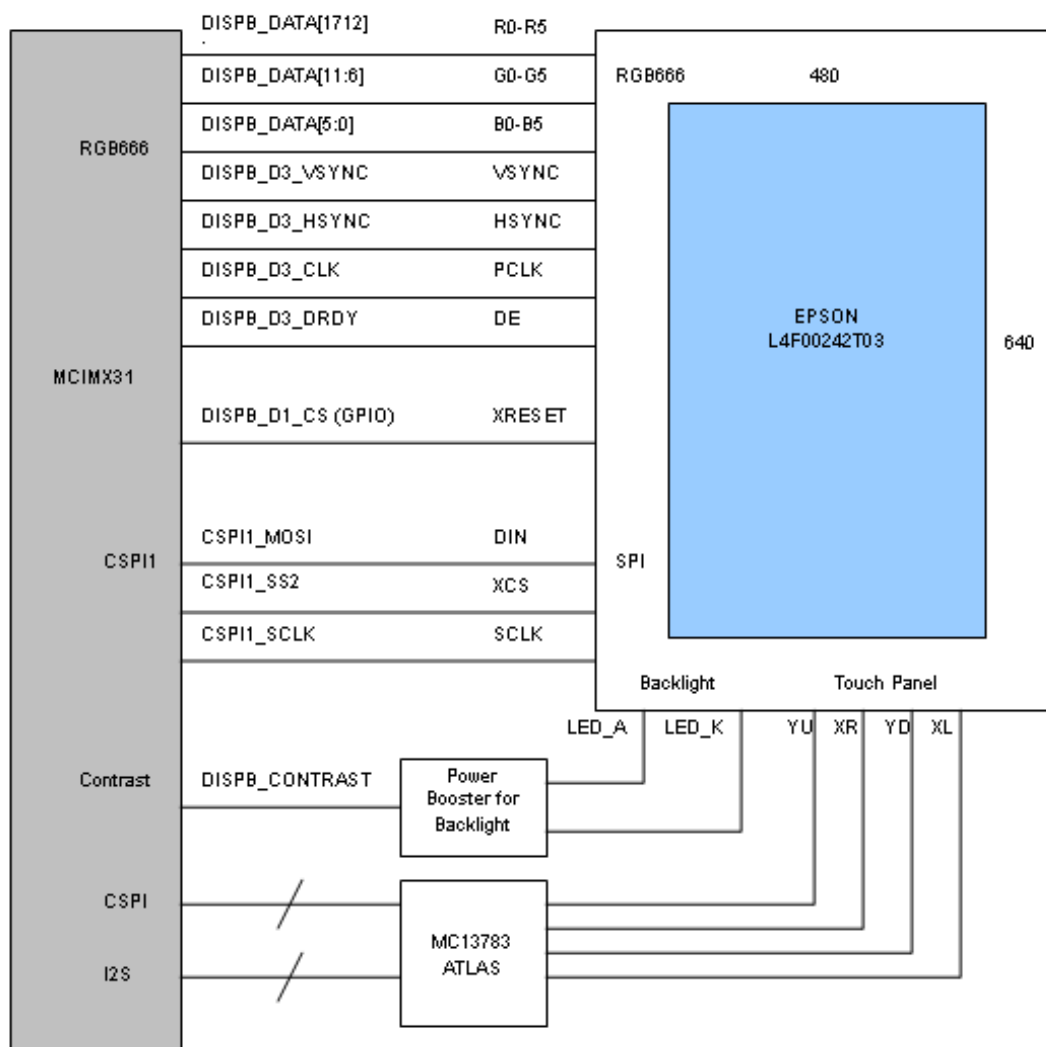 DISPB_DATA[1712] R0-R5
.
DISPB_DATA[11:6] G0-G5
RGB666 480
DISPB_DATA[5:0] B0-B5
RGB666
DISPB_D3_VSYNC VSYNC
DISPB_D3_HSYNC HSYNC
DISPB_D3_CLK PCLK
DISPB_D3_DRDY DE
EPSON
L4F00242T03
640
MCIMX31
DISPB_D1_CS (GPIO) XRESET
CSPI1_MOSI DIN
CSPI1
SPI
CSPI1_SS2 XCS
CSPI1_SCLK SCLK
Backlight Touch Panel
LED_A LED_K YU XR YD XL
Contrast DISPB_CONTRAST
Power
Booster for
Backlight
CSPI
MC13783
ATLAS
I2S